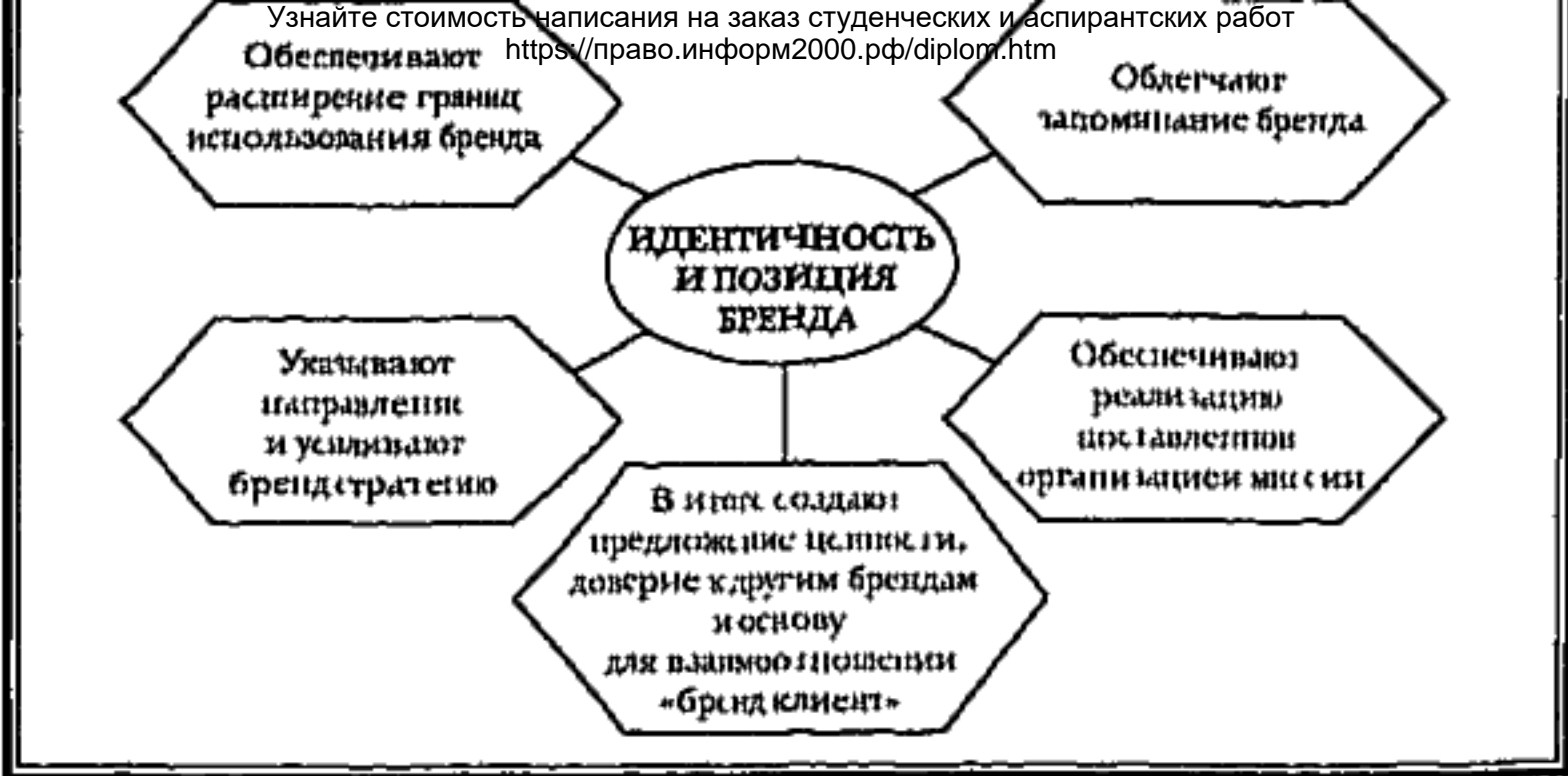 Узнайте стоимость написания на заказ студенческих и аспирантских работ
https://право.информ2000.рф/diplom.htm
Обеспечивают
расширение границ
использования бренда
Облегчают
запоминание бренда
ИДЕНТИЧНОСТЬ
И ПОЗИЦИЯ
БРЕНДА
Указывают
направление
и усиливают
брендстратегию
Обеспечивают
реализацию
поставленной
организацией миссии
В итоге создают
предложение ценности,
доверие к другим брендам
и основу
для взаимоотношений
«бренд клиент»